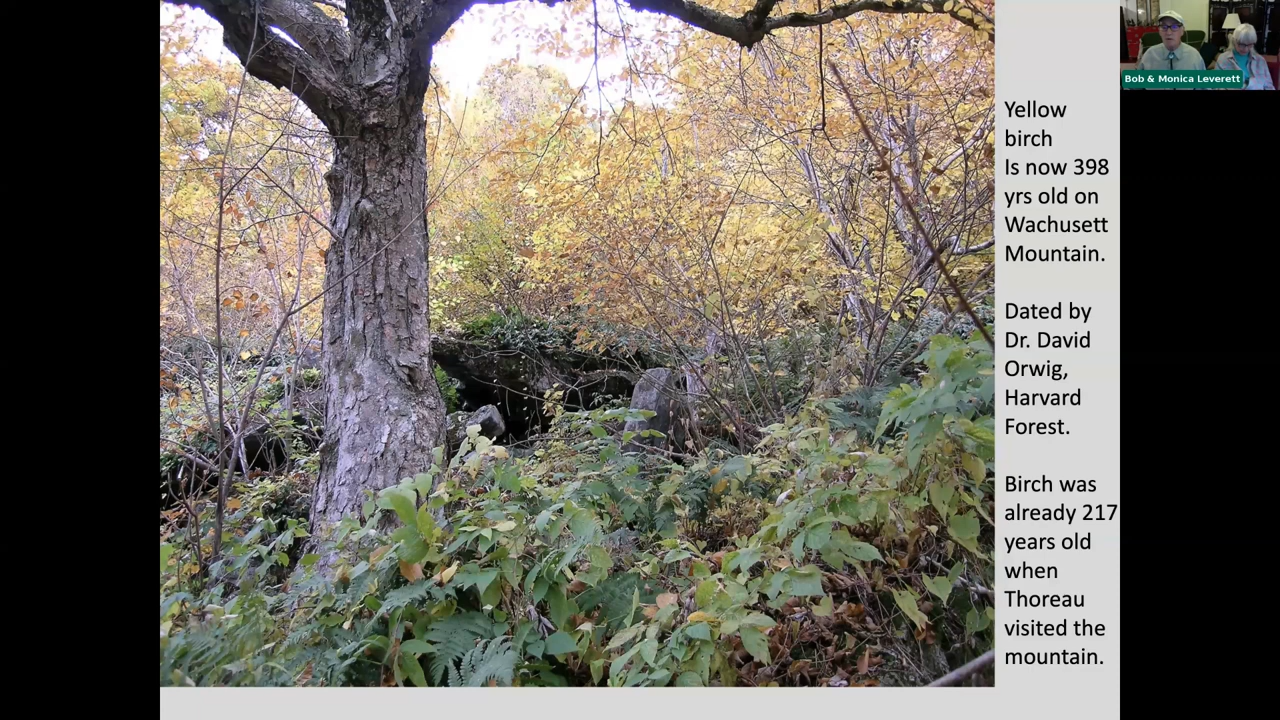 Bob & Monica Leverett
Yellow
birch
Is now 398
yrs old on
Wachusett
Mountain.
Dated by
Dr. David
Orwig,
Harvard
Forest.
Birch was
already 217
years old
when
Thoreau
visited the
mountain.